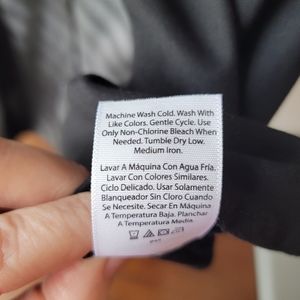 Machine Wash Cold. Wash With
Like Colors. Gentle Cycle. Use
Only Non-Chlorine Bleach When
Needed. Tumble Dry Low.
Medium Iron.
Lavar A Máquina Con Agua Fría.
Lavar Con Colores Similares.
Ciclo Delicado. Usar Solamente
Blanqueador Sin Cloro Cuando
Se Necesite. Secar En Máquina
A Temperatura Baja. Planchar
A Temperatura Media.